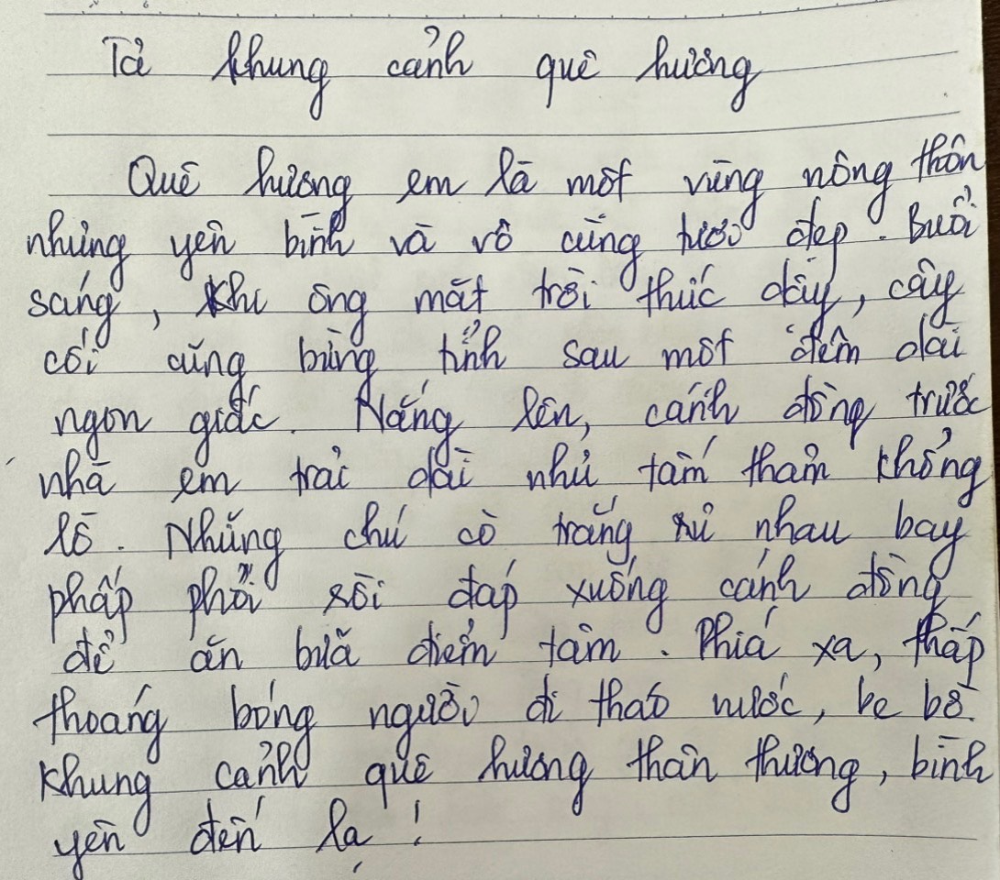 Tả khung cảnh quê hương
Quê hương em là một vùng nông thôn
nhưng yên bình và vô cùng tươi đẹp. Buổi
sáng, khi ông mặt trời thức dậy, cây
cối cũng bừng tỉnh sau một đêm dài
ngon giấc. Nắng lên, cánh đồng trước
nhà em trải dài như tấm thảm khổng
lồ. Những chú cò trắng rủ nhau bay
phấp phới rồi đáp xuống cánh đồng
để ăn bữa điểm tâm. Phía xa, thấp
thoáng bóng người đi tháo nước, be bờ.
Khung cảnh quê hương thân thương, bình
yên đến lạ!